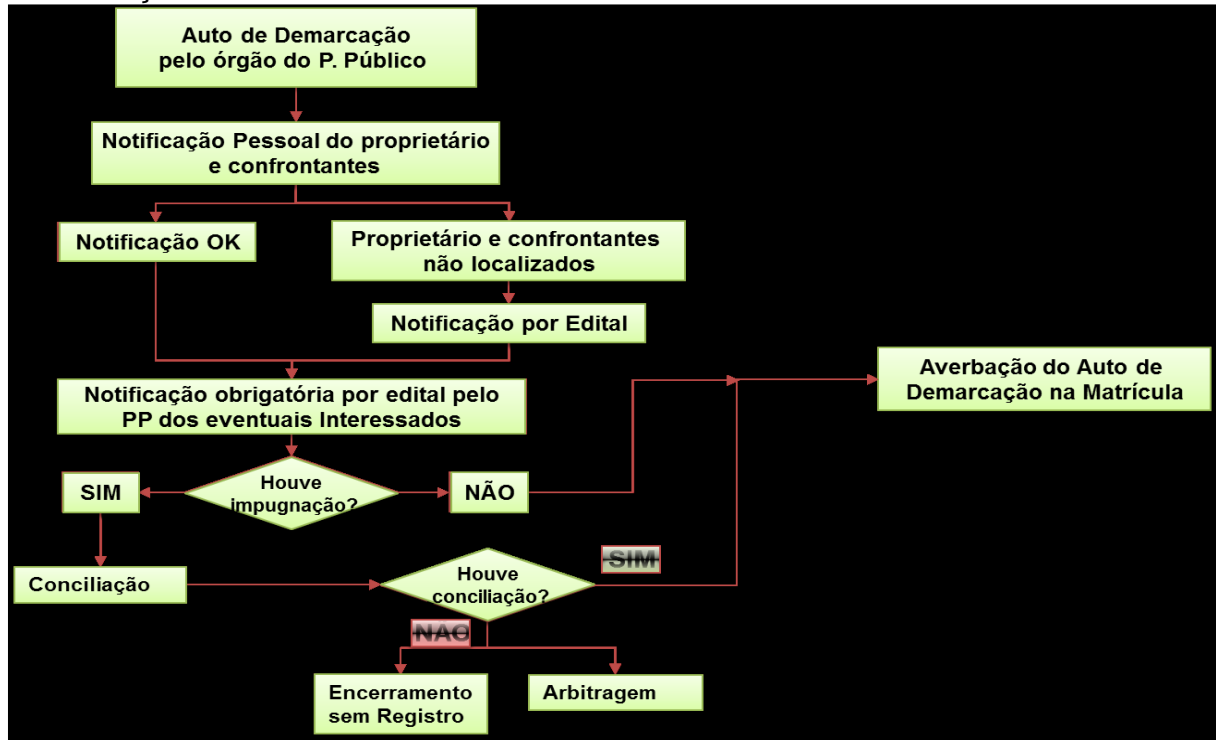 Auto de Demarcação
pelo órgão do P. Público
Notificação Pessoal do proprietário
e confrontantes
Notificação OK
Proprietário e confrontantes
não localizados
Notificação por Edital
Notificação obrigatória por edital pelo
PP dos eventuais Interessados
Averbação do Auto de
Demarcação na Matrícula
Houve
impugnação?
SIM
NÃO
Conciliação
Houve
conciliação?
SIM
NAO
Encerramento
sem Registro
Arbitragem